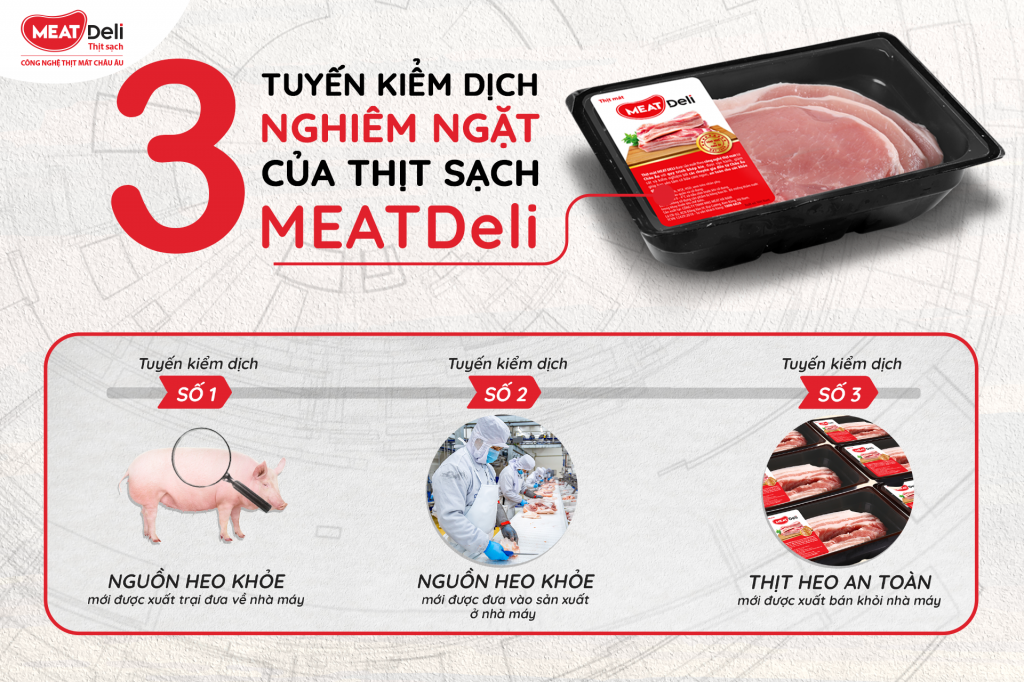 MEAT Deli
Thịt sạch
CÔNG NGHỆ THỊT MÁT CHÂU ÂU
3
TUYẾN KIỂM DỊCH
NGHIÊM NGẶT
CỦA THỊT SẠCH
MEATDeli
Thịt mát
MEAT Deli
Tuyến kiểm dịch
SỐ 1
NGUỒN HEO KHỎE
mới được xuất trại đưa về nhà máy
Tuyến kiểm dịch
SỐ 2
NGUỒN HEO KHỎE
mới được đưa vào sản xuất
ở nhà máy
Tuyến kiểm dịch
SỐ 3
THỊT HEO AN TOÀN
mới được xuất bán khỏi nhà máy